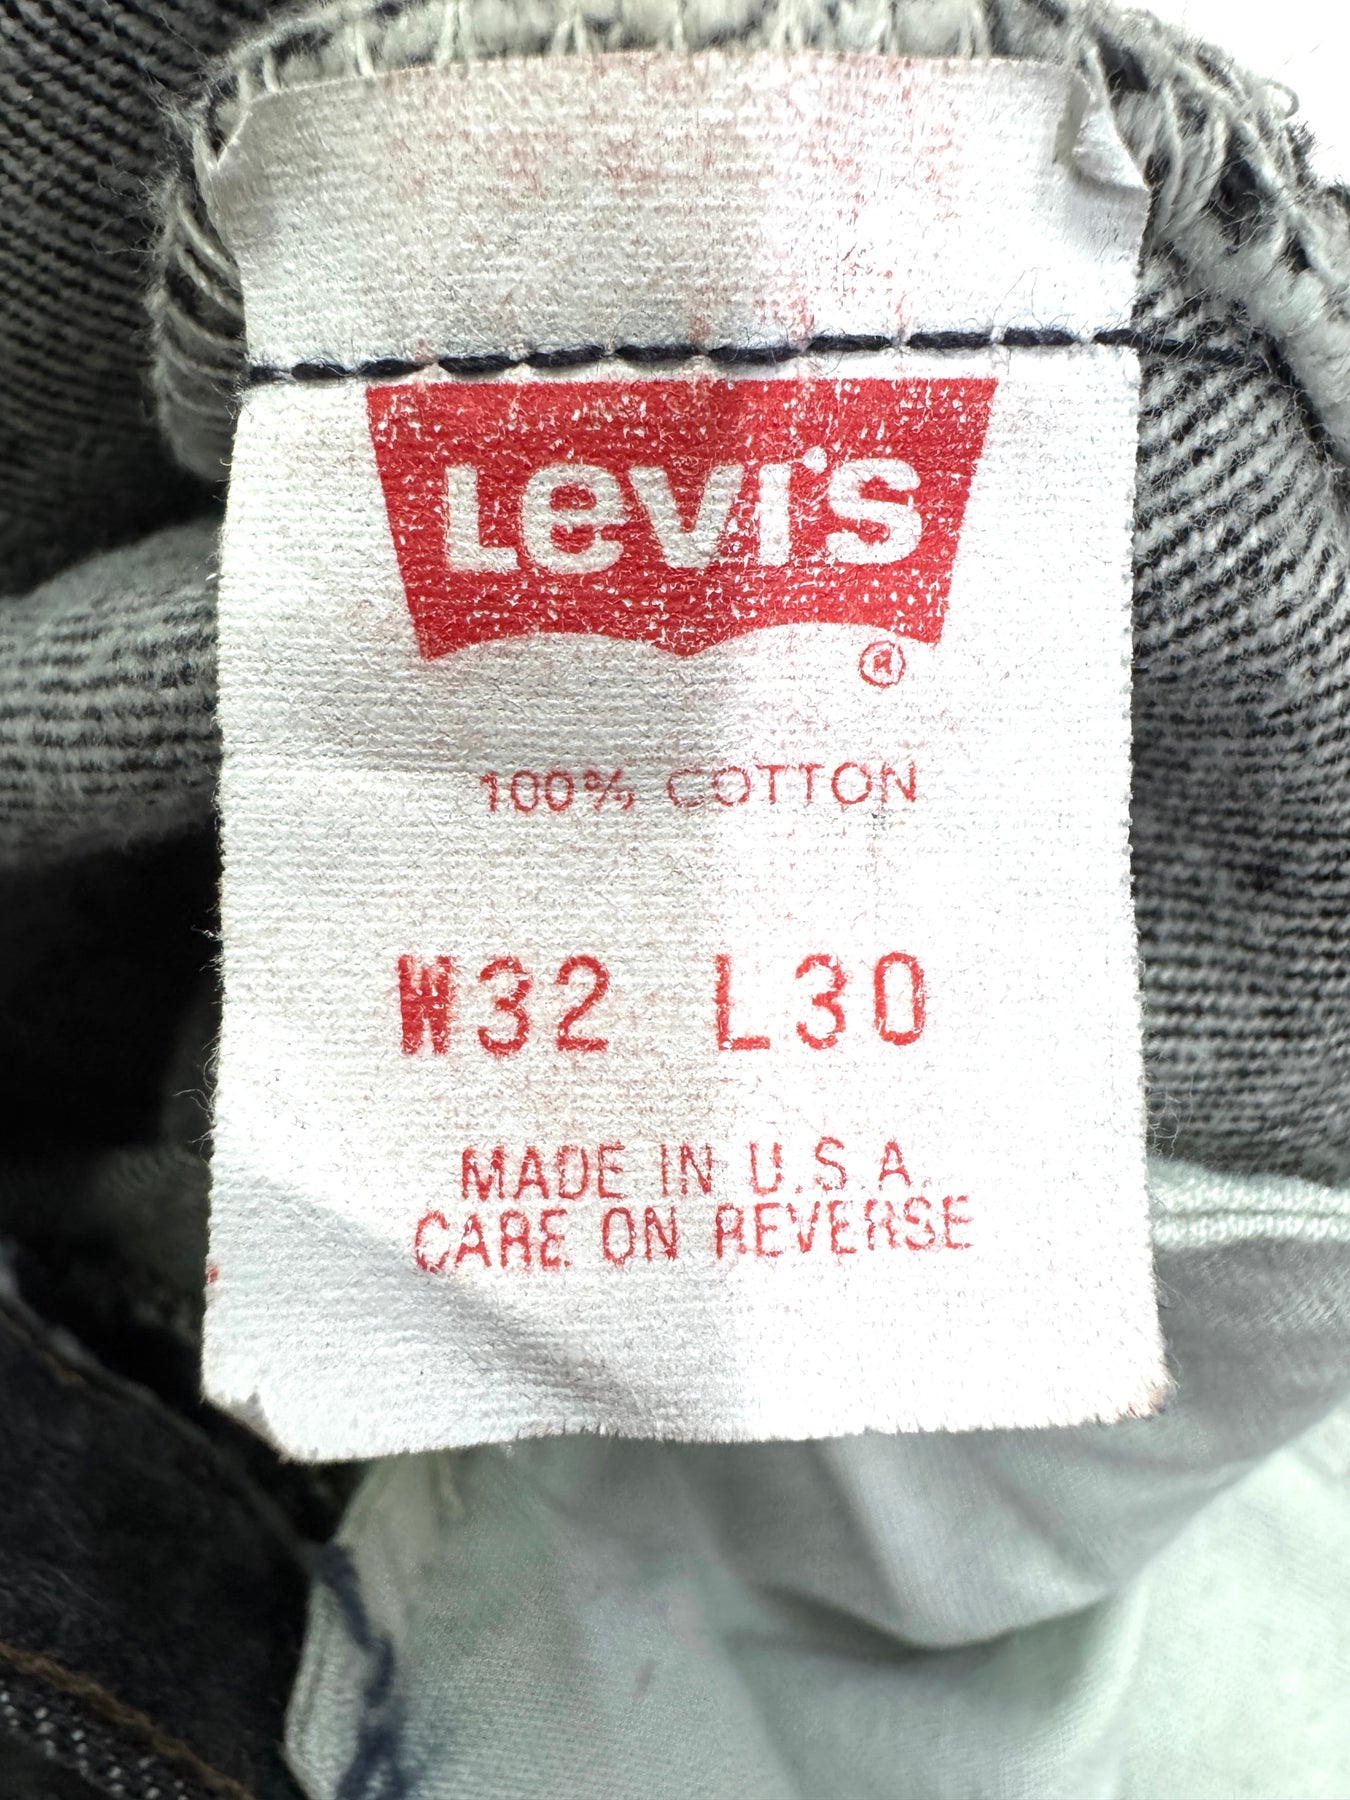 Levi's
®
100% COTTON
W32 L30
MADE IN U.S.A.
CARE ON REVERSE